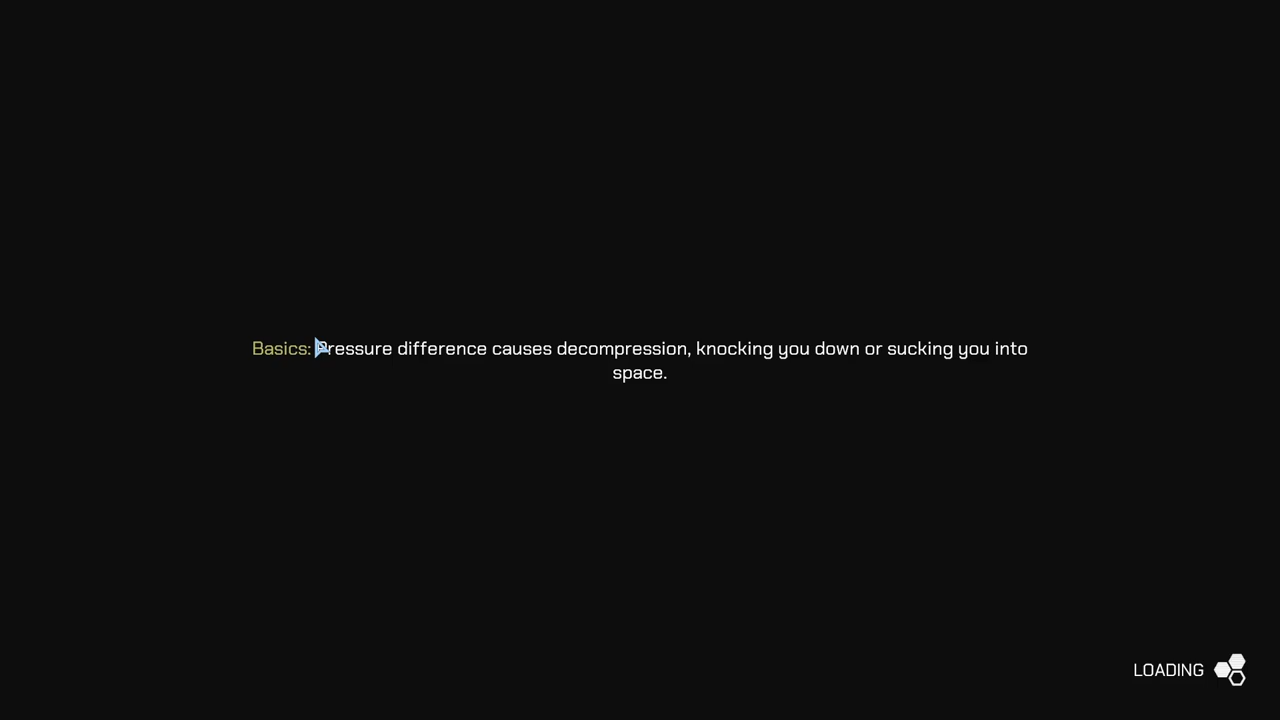 Basics: Pressure difference causes decompression, knocking you down or sucking you into
space.
LOADING